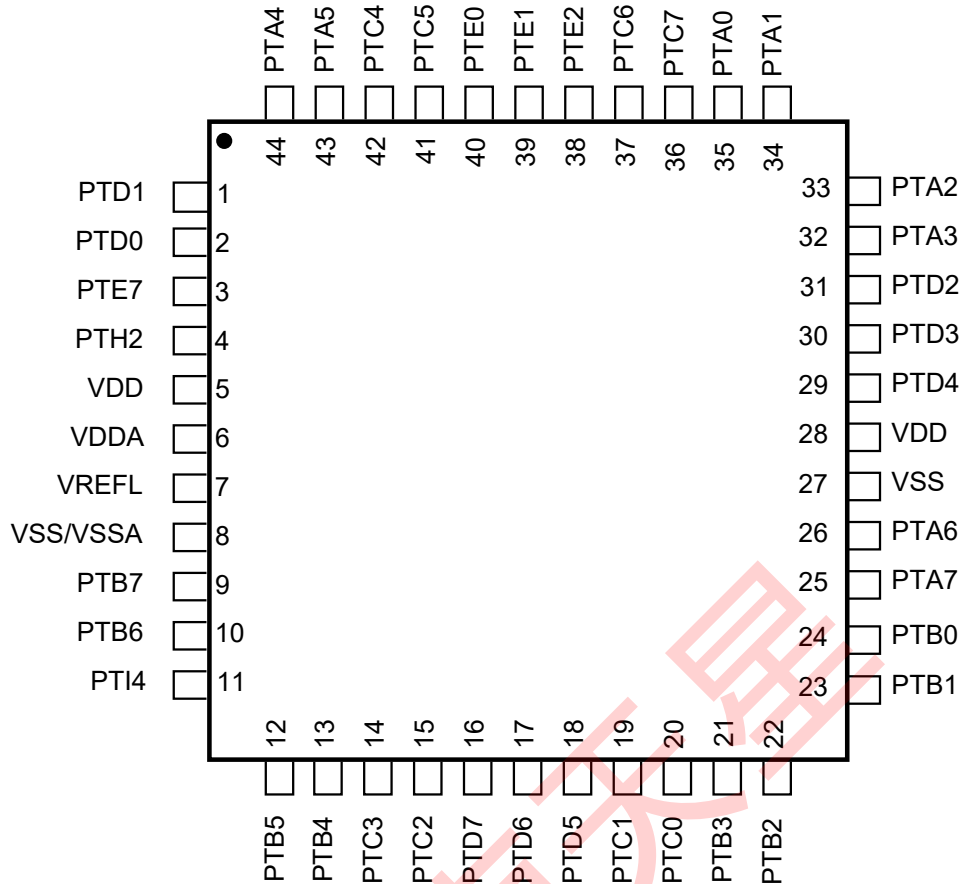 PTA4 PTA5 PTC4 PTC5 PTE0 PTE1 PTE2 PTC6 PTC7 PTA0 PTA1
44 43 42 41 40 39 38 37 36 35 34
PTD1 1 33 PTA2
PTD0 2 32 PTA3
PTE7 3 31 PTD2
PTH2 4 30 PTD3
VDD 5 29 PTD4
VDDA 6 28 VDD
VREFL 7 27 VSS
VSS/VSSA 8 26 PTA6
PTB7 9 25 PTA7
PTB6 10 24 PTB0
PTI4 11 23 PTB1
12 13 14 15 16 17 18 19 20 21 22
PTB5 PTB4 PTC3 PTC2 PTD7 PTD6 PTD5 PTC1 PTC0 PTB3 PTB2
天星